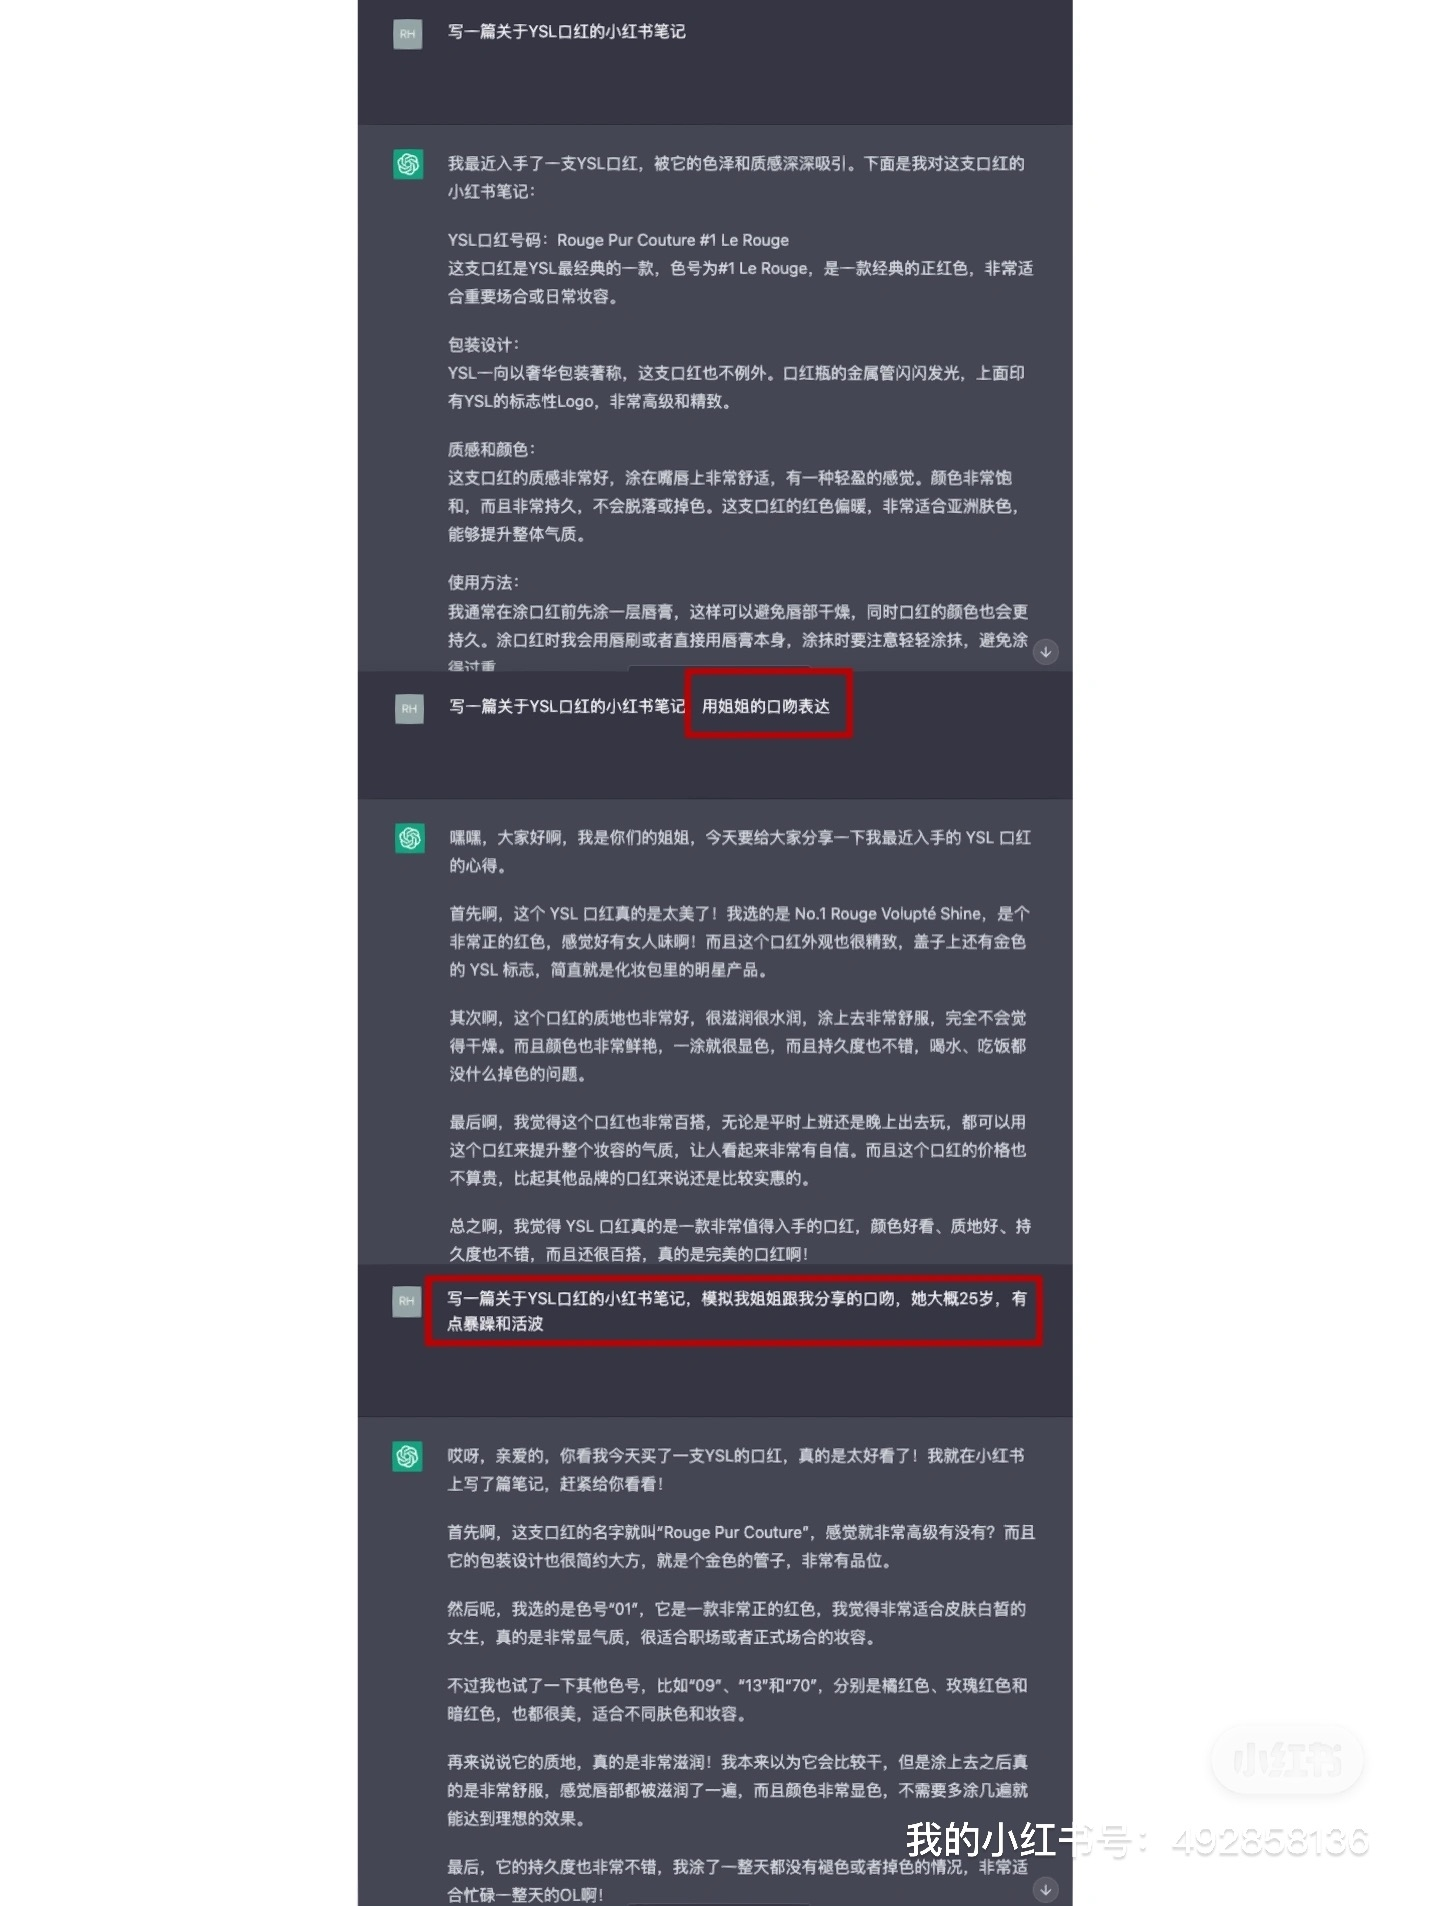 RH
写一篇关于YSL口红的小红书笔记
我最近入手了一支YSL口红，被它的色泽和质感深深吸引。下面是我对这支口红的
小红书笔记：
YSL口红号码：Rouge Pur Couture #1 Le Rouge
这支口红是YSL最经典的一款，色号为#1 Le Rouge，是一款经典的正红色，非常适
合重要场合或日常妆容。
包装设计：
YSL一向以奢华包装著称，这支口红也不例外。口红瓶的金属管闪闪发光，上面印
有YSL的标志性Logo，非常高级和精致。
质感和颜色：
这支口红的质感非常好，涂在嘴唇上非常舒适，有一种轻盈的感觉。颜色非常饱
和，而且非常持久，不会脱落或掉色。这支口红的红色偏暖，非常适合亚洲肤色，
能够提升整体气质。
使用方法：
我通常在涂口红前先涂一层唇膏，这样可以避免唇部干燥，同时口红的颜色也会更
持久。涂口红时我会用唇刷或者直接用唇膏本身，涂抹时要注意轻轻涂抹，避免涂
得过重
RH
写一篇关于YSL口红的小红书笔记 用姐姐的口吻表达
嘿嘿，大家好啊，我是你们的姐姐，今天要给大家分享一下我最近入手的 YSL 口红
的心得。
首先啊，这个 YSL 口红真的是太美了！我选的是 No.1 Rouge Volupté Shine，是个
非常正的红色，感觉好有女人味啊！而且这个口红外观也很精致，盖子上还有金色
的 YSL 标志，简直就是化妆包里的明星产品。
其次啊，这个口红的质地也非常好，很滋润很水润，涂上去非常舒服，完全不会觉
得干燥。而且颜色也非常鲜艳，一涂就很显色，而且持久度也不错，喝水、吃饭都
没什么掉色的问题。
最后啊，我觉得这个口红也非常百搭，无论是平时上班还是晚上出去玩，都可以用
这个口红来提升整个妆容的气质，让人看起来非常有自信。而且这个口红的价格也
不算贵，比起其他品牌的口红来说还是比较实惠的。
总之啊，我觉得 YSL 口红真的是一款非常值得入手的口红，颜色好看、质地好、持
久度也不错，而且还很百搭，真的是完美的口红啊！
RH
写一篇关于YSL口红的小红书笔记，模拟我姐姐跟我分享的口吻，她大概25岁，有
点暴躁和活波
哎呀，亲爱的，你看我今天买了一支YSL的口红，真的是太好看了！我就在小红书
上写了篇笔记，赶紧给你看看！
首先啊，这支口红的名字就叫“Rouge Pur Couture”，感觉就非常高级有没有？而且
它的包装设计也很简约大方，就是个金色的管子，非常有品位。
然后呢，我选的是色号“01”，它是一款非常正的红色，我觉得非常适合皮肤白皙的
女生，真的是非常显气质，很适合职场或者正式场合的妆容。
不过我也试了一下其他色号，比如“09”、“13”和“70”，分别是橘红色、玫瑰红色和
暗红色，也都很美，适合不同肤色和妆容。
再来说说它的质地，真的是非常滋润！我本来以为它会比较干，但是涂上去之后真
的是非常舒服，感觉唇部都被滋润了一遍，而且颜色非常显色，不需要多涂几遍就
能达到理想的效果。
最后，它的持久度也非常不错，我涂了一整天都没有褪色或者掉色的情况，非常适
合忙碌一整天的OL啊！
小红书
我的小红书号：492858136